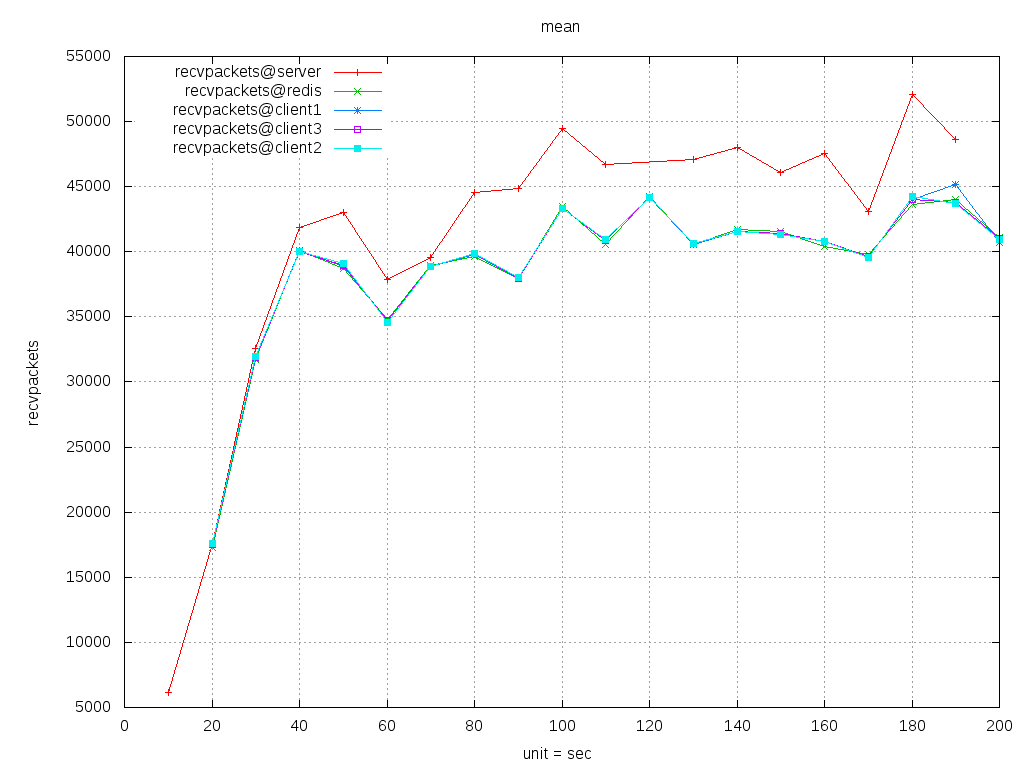 mean
55000
50000
45000
40000
35000
30000
25000
20000
15000
10000
5000
recvpackets@server
recvpackets@redis
recvpackets@client1
recvpackets@client3
recvpackets@client2
recvpackets
0 20 40 60 80 100 120 140 160 180 200
unit = sec